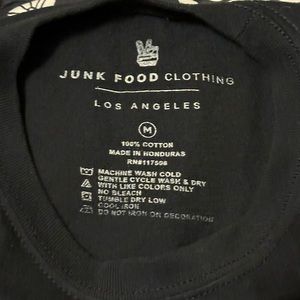 JUNK FOOD CLOTHING
LOS ANGELES
M
100% COTTON
MADE IN HONDURAS
RN#117506
MACHINE WASH COLD
GENTLE CYCLE WASH & DRY
WITH LIKE COLORS ONLY
NO BLEACH
TUMBLE DRY LOW
COOL IRON
DO NOT IRON ON DECORATION